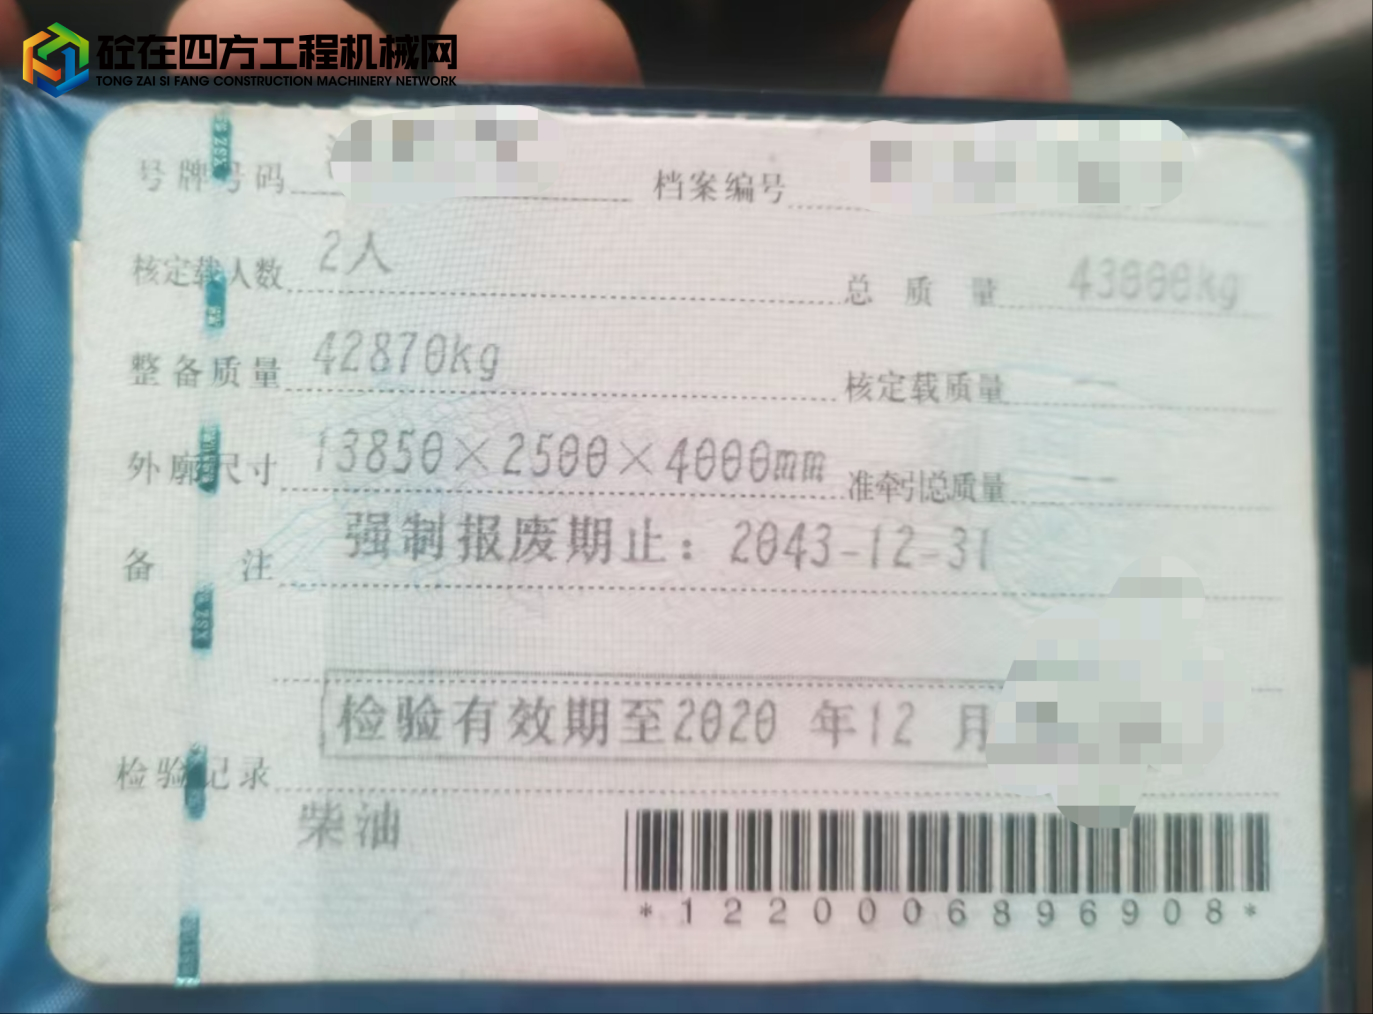 砼在四方工程机械网
TONG ZAI SI FANG CONSTRUCTION MACHINERY NETWORK
号牌号码 档案编号
核定载人数 2人 总质量 43000kg
整备质量 42870kg 核定载质量 --
外廓尺寸 13850×2500×4000mm 准牵引总质量 --
备注 强制报废期止：2043-12-31
检验有效期至2020 年12 月
检验记录
柴油
*1220006896908*